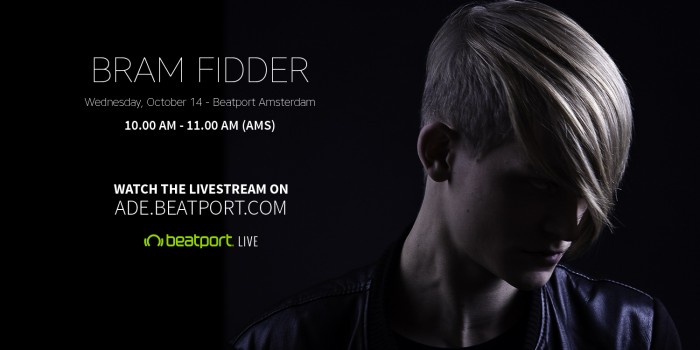 BRAM FIDDER
Wednesday, October 14 - Beatport Amsterdam
10.00 AM - 11.00 AM (AMS)
WATCH THE LIVESTREAM ON
ADE.BEATPORT.COM
beatport LIVE